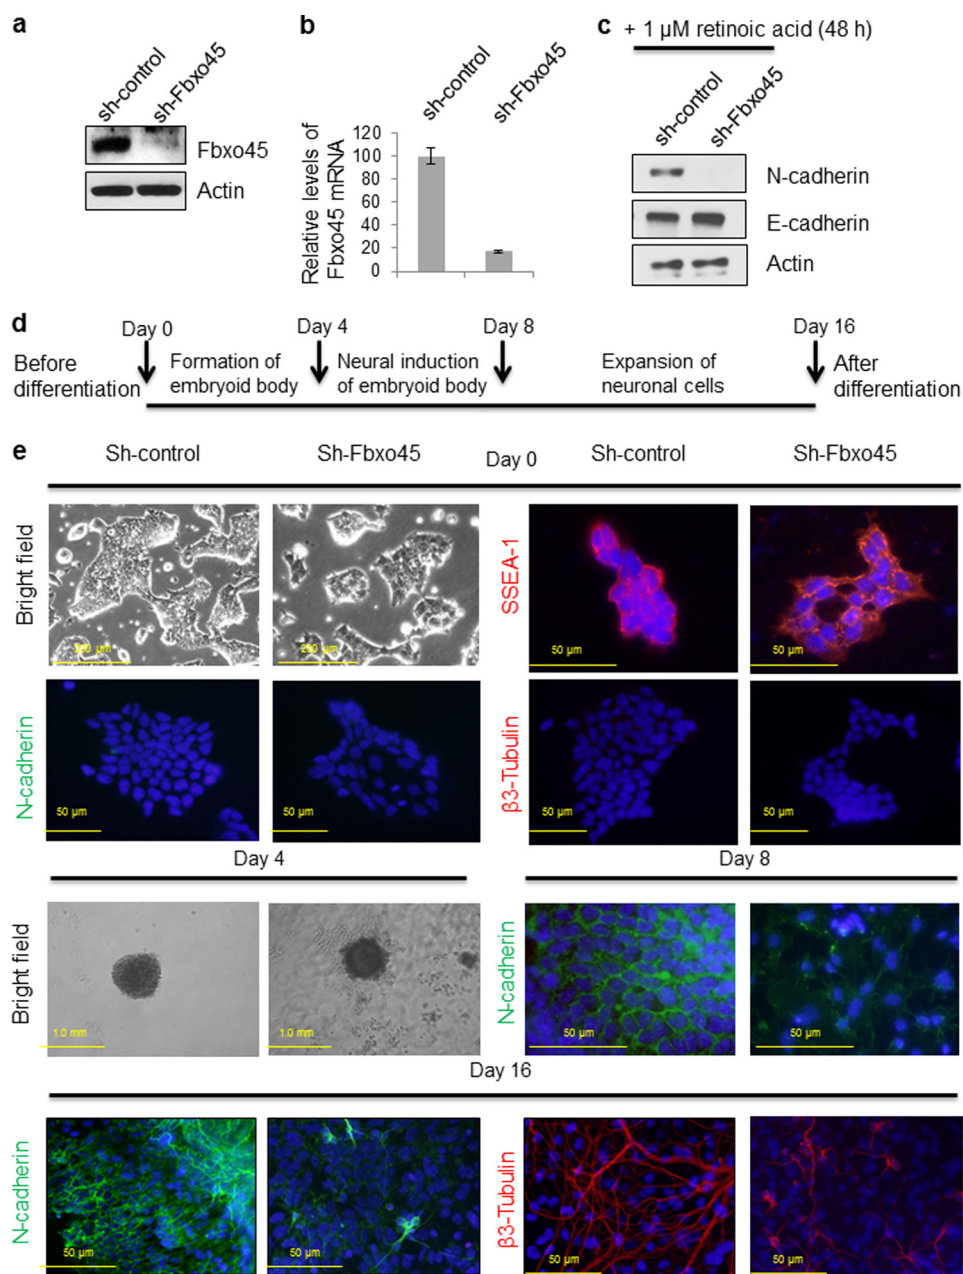 a
sh-control
sh-Fbxo45
Fbxo45
Actin
b
sh-control
sh-Fbxo45
Relative levels of
Fbxo45 mRNA
120
100
80
60
40
20
0
c
+ 1 µM retinoic acid (48 h)
sh-control
sh-Fbxo45
N-cadherin
E-cadherin
Actin
d
Day 0
Day 4
Day 8
Day 16
Before
differentiation
Formation of
embryoid body
Neural induction
of embryoid body
Expansion of
neuronal cells
After
differentiation
e
Sh-control
Sh-Fbxo45
Day 0
Sh-control
Sh-Fbxo45
Bright field
200 µm
200 µm
SSEA-1
50 µm
50 µm
N-cadherin
50 µm
50 µm
β3-Tubulin
50 µm
50 µm
Day 4
Day 8
Bright field
1.0 mm
1.0 mm
N-cadherin
50 µm
50 µm
Day 16
N-cadherin
50 µm
50 µm
β3-Tubulin
50 µm
50 µm